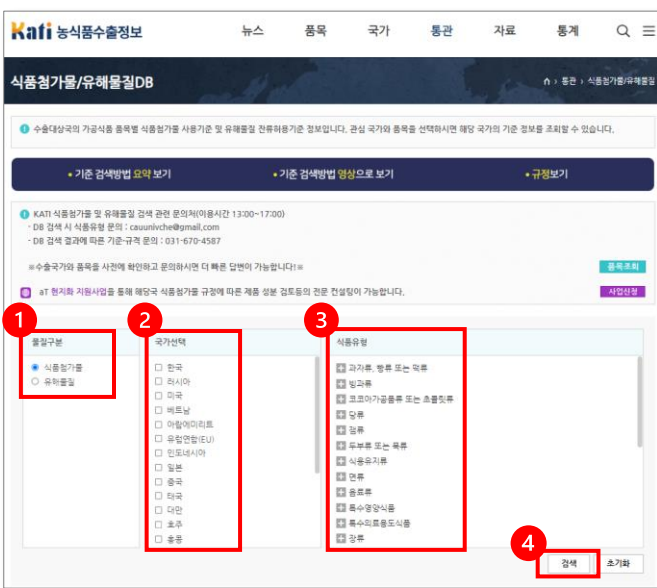 Kati 농식품수출정보
뉴스 품목 국가 통관 자료 통계
식품첨가물/유해물질DB
통관 › 식품첨가물/유해물질
수출대상국의 가공식품 품목별 식품첨가물 사용기준 및 유해물질 잔류허용기준 정보입니다. 관심 국가와 품목을 선택하시면 해당 국가의 기준 정보를 조회할 수 있습니다.
• 기준 검색방법 요약 보기 • 기준 검색방법 영상으로 보기 • 규정보기
KATI 식품첨가물 및 유해물질 검색 관련 문의처(이용시간 13:00~17:00)
- DB 검색 시 식품유형 문의 : cauunivche@gmail.com
- DB 검색 결과에 따른 기준·규격 문의 : 031-670-4587
※수출국가와 품목을 사전에 확인하고 문의하시면 더 빠른 답변이 가능합니다!※ 품목조회
aT 현지화 지원사업을 통해 해당국 식품첨가물 규정에 따른 제품 성분 검토등의 전문 컨설팅이 가능합니다. 사업신청
1 2 3
물질구분 국가선택 식품유형
식품첨가물 한국 과자류, 빵류 또는 떡류
유해물질 러시아 빙과류
미국 코코아가공품류 또는 초콜릿류
베트남 당류
아랍에미리트 잼류
유럽연합(EU) 두부류 또는 묵류
인도네시아 식용유지류
일본 면류
중국 음료류
태국 특수영양식품
대만 특수의료용도식품
호주 장류
홍콩
4
검색 초기화